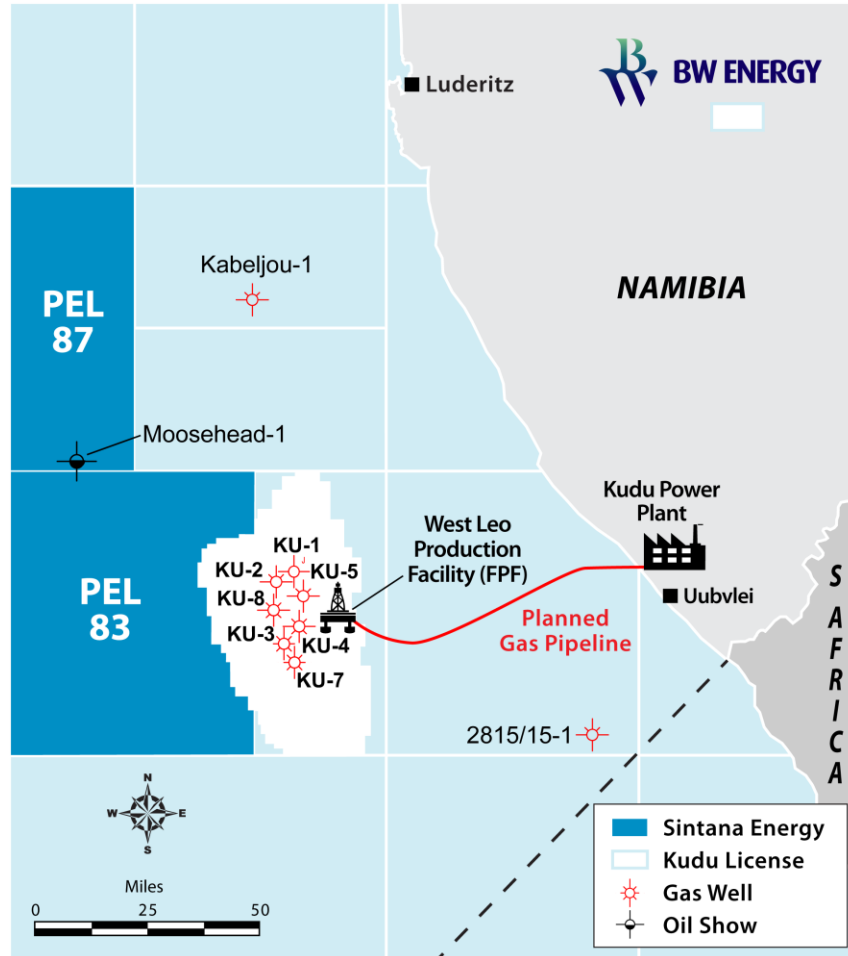 BW
BW ENERGY
Luderitz
Kabeljou-1
NAMIBIA
PEL
87
Moosehead-1
Kudu Power
Plant
West Leo
Production
Facility (FPF)
KU-1
KU-2
KU-5
KU-8
KU-3
KU-4
KU-7
PEL
83
Uubvlei
Planned
Gas Pipeline
S AFRICA
2815/15-1
N
W
E
S
Miles
0
25
50
Sintana Energy
Kudu License
Gas Well
Oil Show